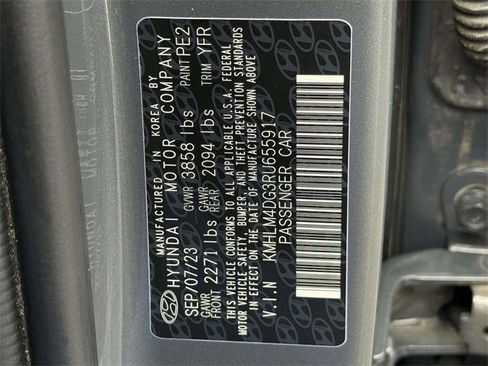 MANUFACTURED IN KOREA BY
HYUNDAI MOTOR COMPANY
SEP/07/23 GVWR 3858 lbs PAINT PE2
GAWR FRONT 2271 lbs GAWR REAR 2094 lbs TRIM YFR
THIS VEHICLE CONFORMS TO ALL APPLICABLE U.S.A. FEDERAL
MOTOR VEHICLE SAFETY, BUMPER, AND THEFT PREVENTION STANDARDS
IN EFFECT ON THE DATE OF MANUFACTURE SHOWN ABOVE.
V.I.N KMHLM4DG3RU655917
PASSENGER CAR